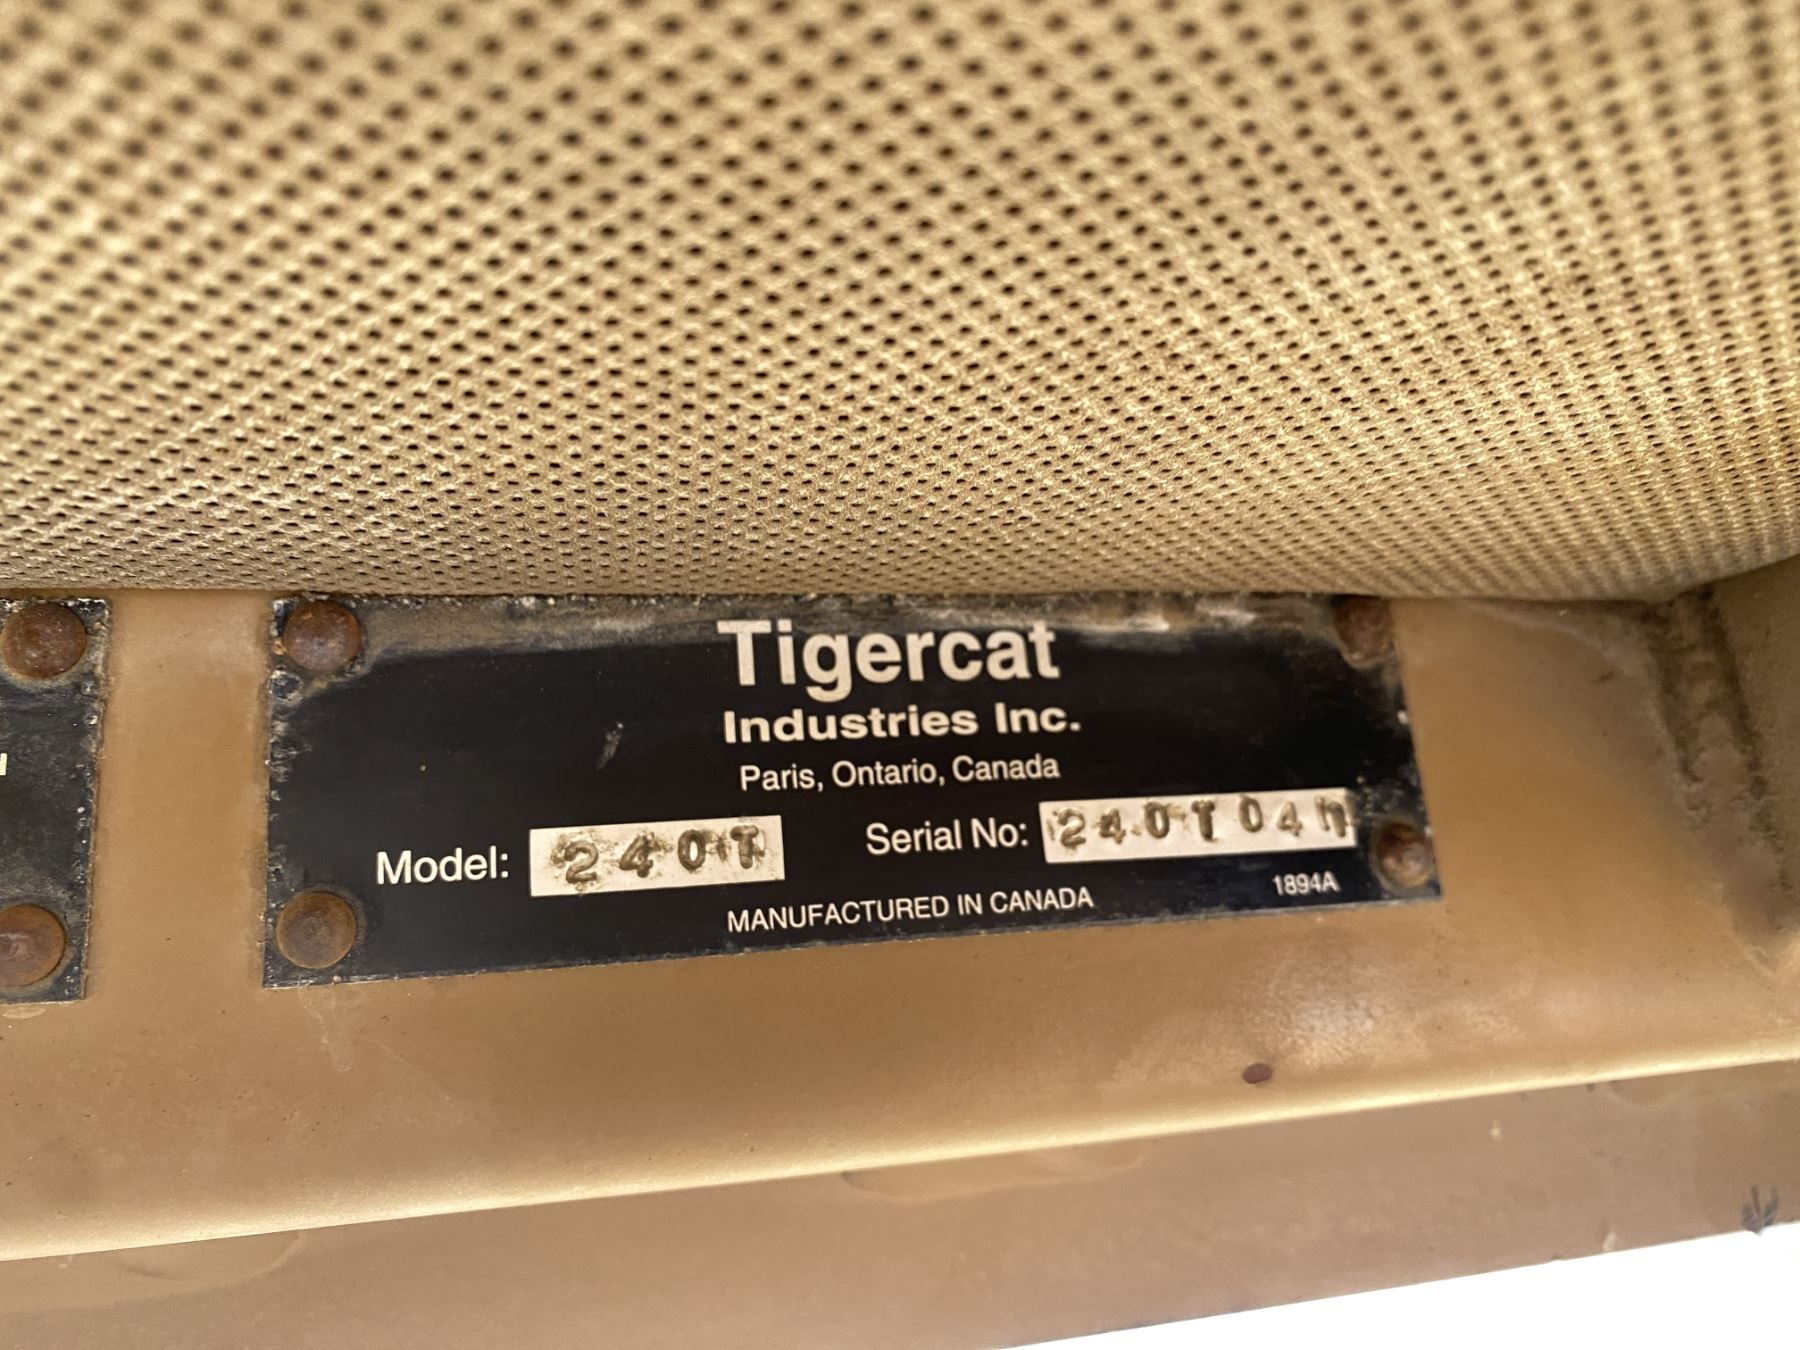 Tigercat
Industries Inc.
Paris, Ontario, Canada
Model: 240T
Serial No: 240T04
MANUFACTURED IN CANADA
1894A